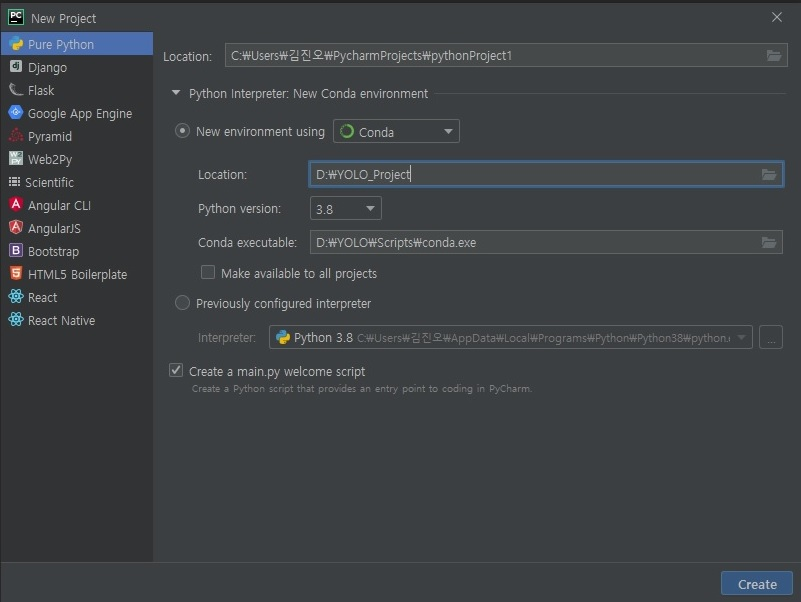 New Project
Pure Python
Django
Flask
Google App Engine
Pyramid
Web2Py
Scientific
Angular CLI
AngularJS
Bootstrap
HTML5 Boilerplate
React
React Native
Location: C:₩Users₩김진오₩PycharmProjects₩pythonProject1
Python Interpreter: New Conda environment
New environment using Conda
Location: D:₩YOLO_Project
Python version: 3.8
Conda executable: D:₩YOLO₩Scripts₩conda.exe
Make available to all projects
Previously configured interpreter
Interpreter: Python 3.8 C:₩Users₩김진오₩AppData₩Local₩Programs₩Python₩Python38₩python.e ...
Create a main.py welcome script
Create a Python script that provides an entry point to coding in PyCharm.
Create